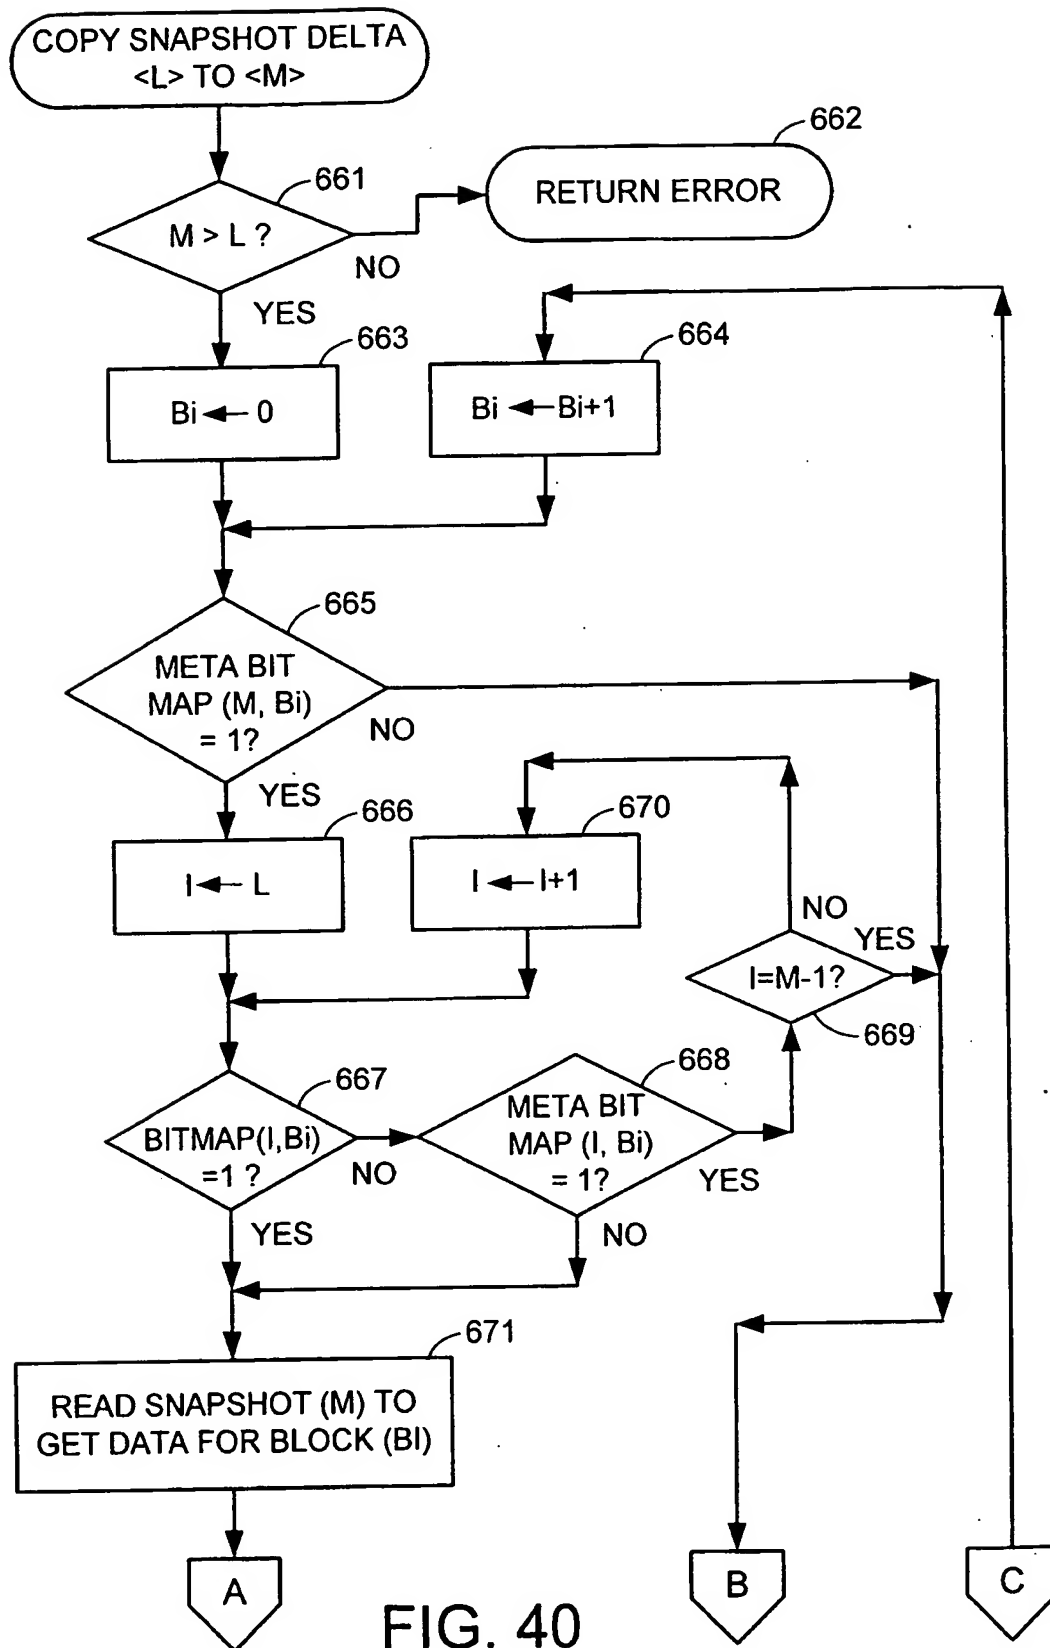 COPY SNAPSHOT DELTA
<L> TO <M>
662
661
RETURN ERROR
M > L ?
NO
YES
663
664
Bi ← 0
Bi ← Bi+1
665
META BIT
MAP (M, Bi)
= 1?
NO
YES
666
670
I ← L
I ← I+1
NO
YES
I=M-1?
669
667
668
BITMAP(I,Bi)
=1 ?
NO
META BIT
MAP (I, Bi)
= 1?
YES
YES
NO
671
READ SNAPSHOT (M) TO
GET DATA FOR BLOCK (BI)
A
B
C
FIG. 40